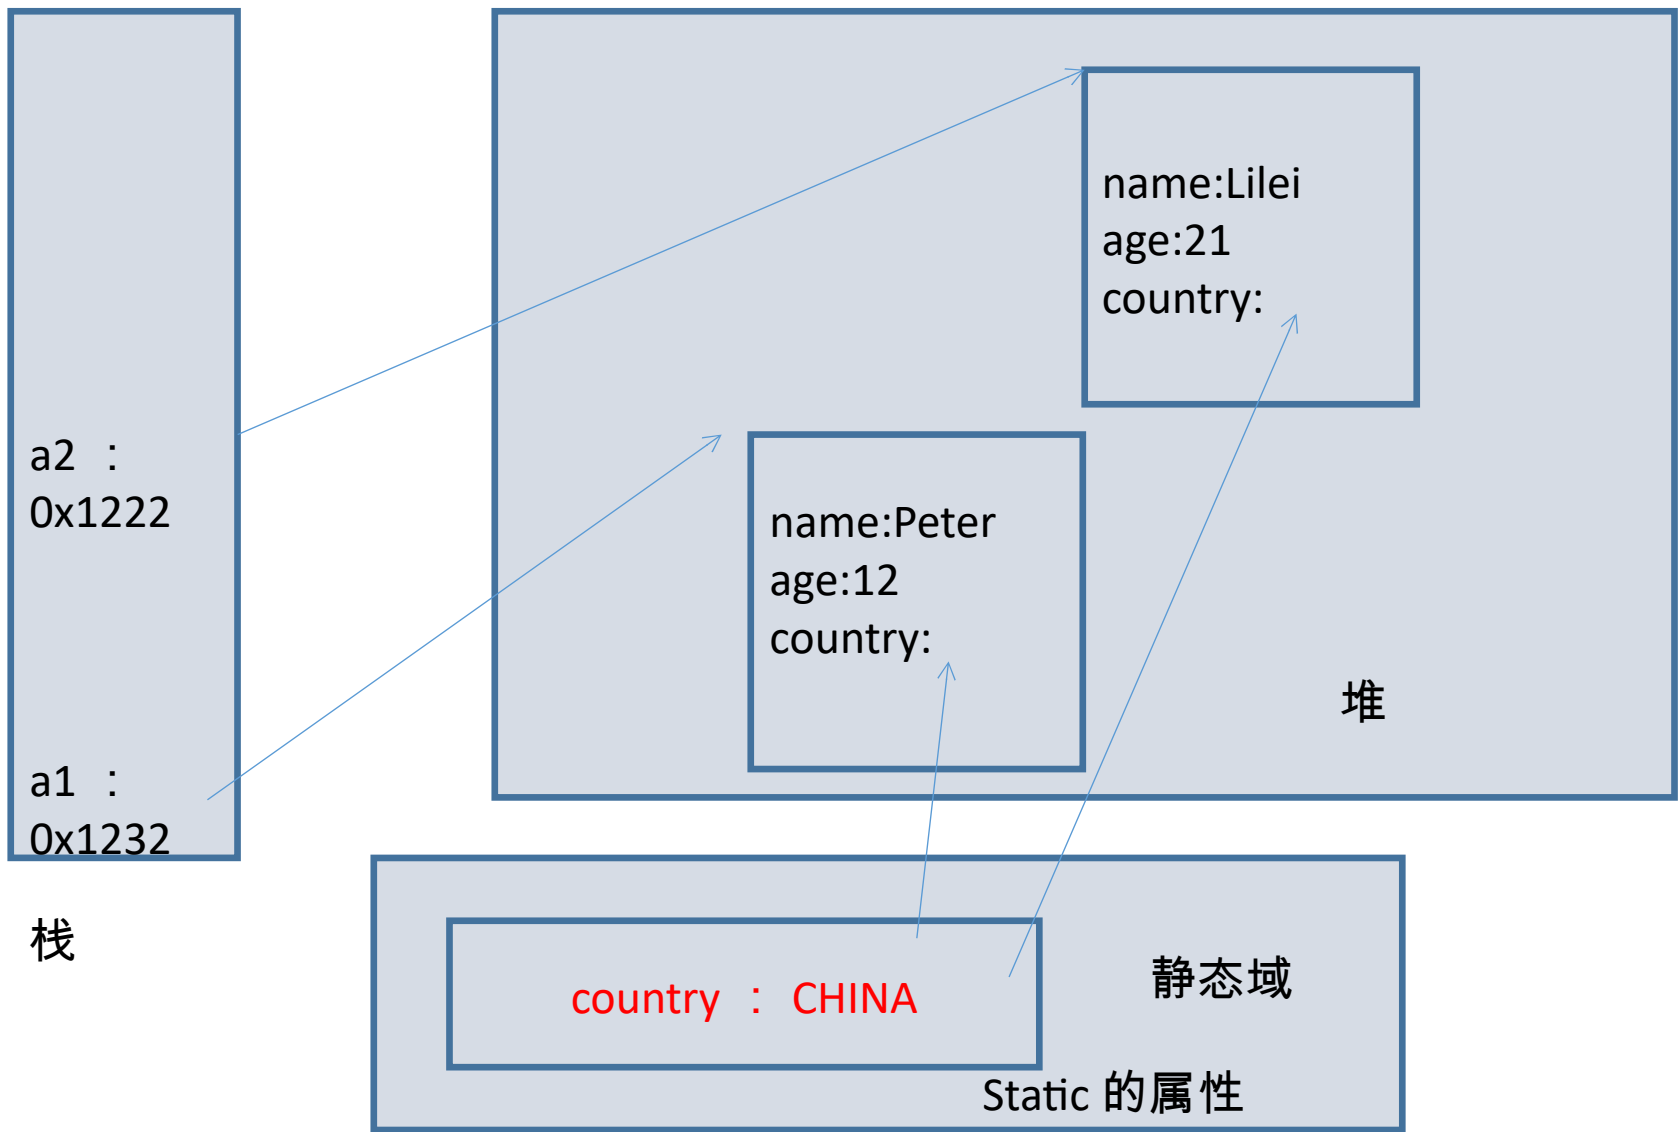 a2 ：
0x1222
a1 ：
0x1232
栈
name:Lilei
age:21
country:
name:Peter
age:12
country:
堆
country ： CHINA
静态域
Static 的属性